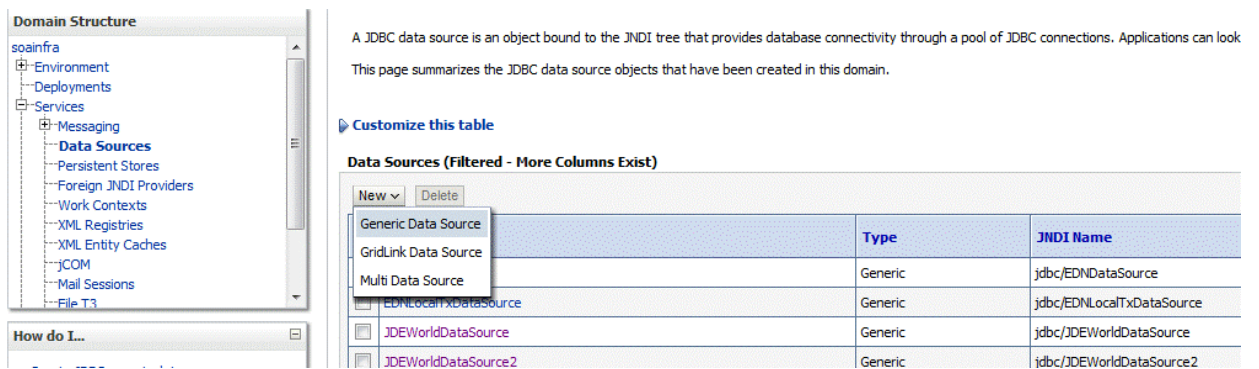 Domain Structure
soainfra
Environment
Deployments
Services
Messaging
Data Sources
Persistent Stores
Foreign JNDI Providers
Work Contexts
XML Registries
XML Entity Caches
jCOM
Mail Sessions
File T3
How do I...
A JDBC data source is an object bound to the JNDI tree that provides database connectivity through a pool of JDBC connections. Applications can look
This page summarizes the JDBC data source objects that have been created in this domain.
Customize this table
Data Sources (Filtered - More Columns Exist)
New Delete
Generic Data Source
GridLink Data Source
Multi Data Source
Type JNDI Name
Generic jdbc/EDNDataSource
EDNLocalTxDataSource Generic jdbc/EDNLocalTxDataSource
JDEWorldDataSource Generic jdbc/JDEWorldDataSource
JDEWorldDataSource2 Generic jdbc/JDEWorldDataSource2